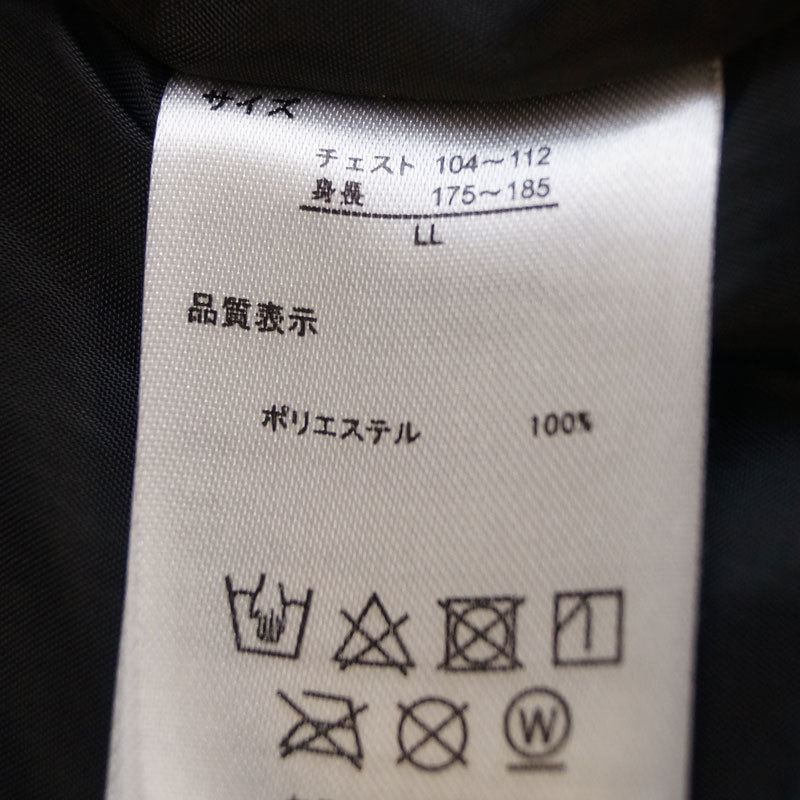 サイズ
チェスト 104～112
身長 175～185
LL
品質表示
ポリエステル 100%
W